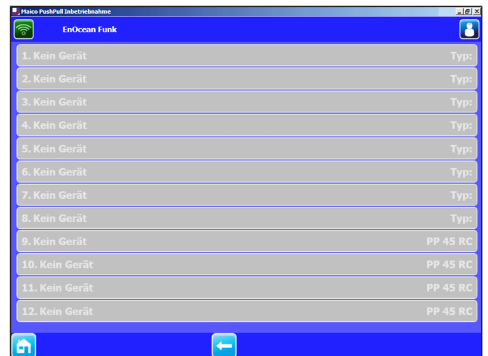 Maico PushPull Inbetriebnahme
EnOcean Funk
1. Kein Gerät Typ:
2. Kein Gerät Typ:
3. Kein Gerät Typ:
4. Kein Gerät Typ:
5. Kein Gerät Typ:
6. Kein Gerät Typ:
7. Kein Gerät Typ:
8. Kein Gerät Typ:
9. Kein Gerät PP 45 RC
10. Kein Gerät PP 45 RC
11. Kein Gerät PP 45 RC
12. Kein Gerät PP 45 RC